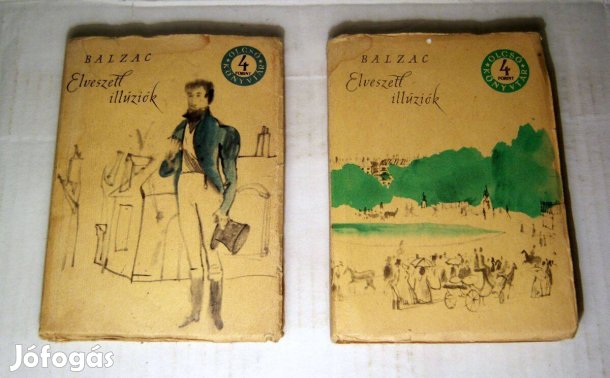 BALZAC
Elveszett
illúziók
OLCSÓ
4
FORINT
KÖNYVTÁR
BALZAC
Elveszett
illúziók
OLCSÓ
4
FORINT
KÖNYVTÁR
Jófogás